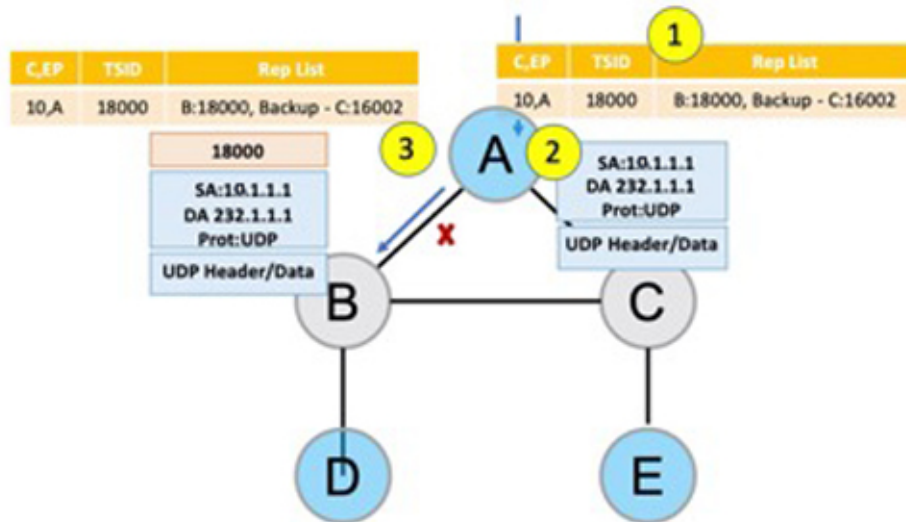 1
C,EP TSID Rep List
10,A 18000 B:18000, Backup - C:16002
C,EP TSID Rep List
10,A 18000 B:18000, Backup - C:16002
3
A
2
18000
SA:10.1.1.1
DA 232.1.1.1
Prot:UDP
UDP Header/Data
SA:10.1.1.1
DA 232.1.1.1
Prot:UDP
UDP Header/Data
X
B
C
D
E